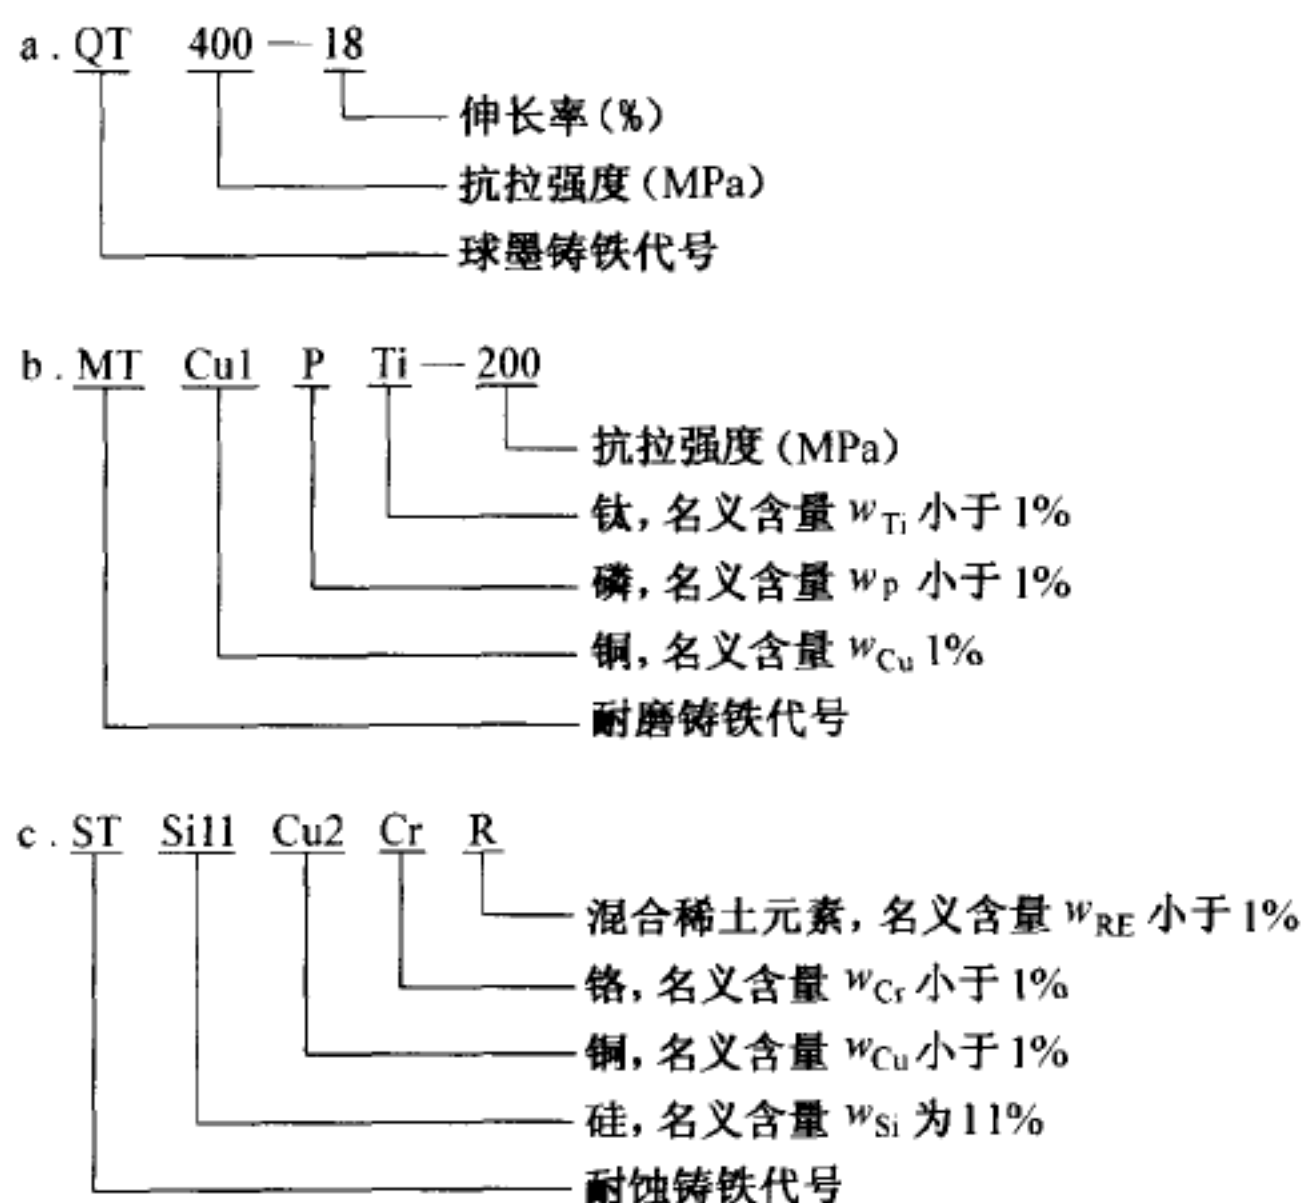 a . QT 400 — 18
伸长率(%)
抗拉强度(MPa)
球墨铸铁代号
b . MT Cu1 P Ti — 200
抗拉强度(MPa)
钛, 名义含量 wTi 小于 1%
磷, 名义含量 wP 小于 1%
铜, 名义含量 wCu 1%
耐磨铸铁代号
c . ST Si11 Cu2 Cr R
混合稀土元素, 名义含量 wRE 小于 1%
铬, 名义含量 wCr 小于 1%
铜, 名义含量 wCu 小于 1%
硅, 名义含量 wSi 为 11%
耐蚀铸铁代号